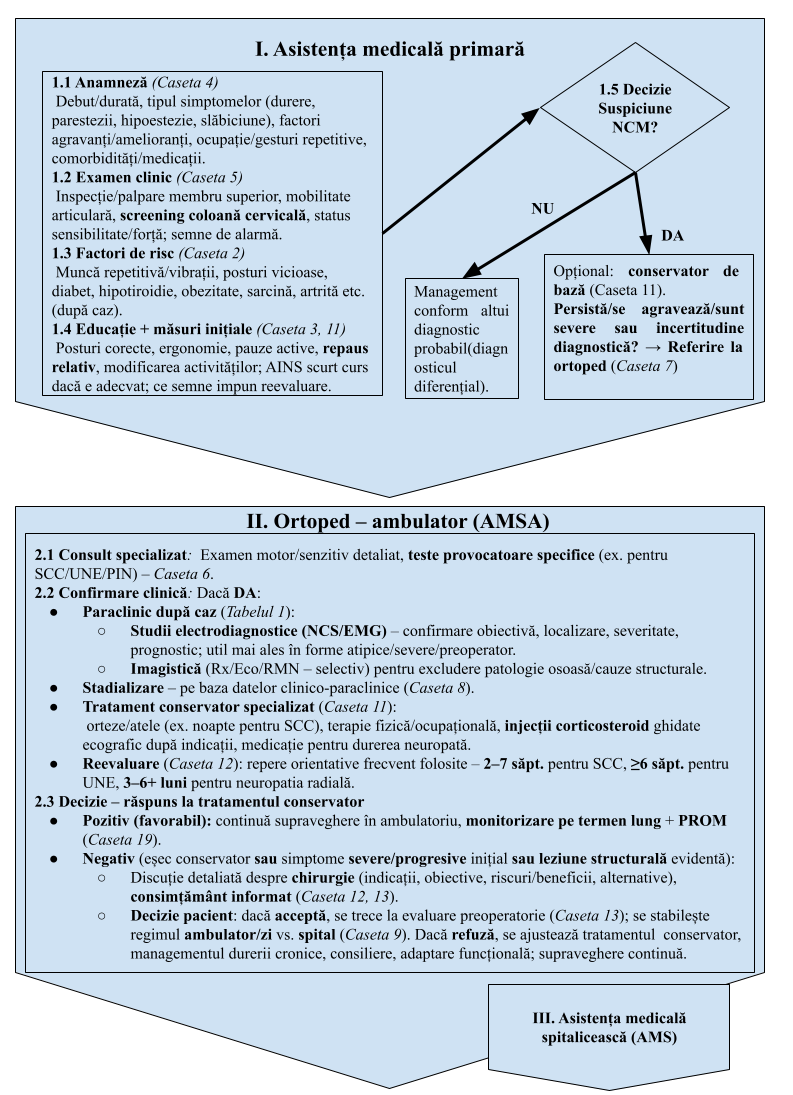 I. Asistența medicală primară
1.1 Anamneză (Caseta 4)
Debut/durată, tipul simptomelor (durere,
parestezii, hipoestezie, slăbiciune), factori
agravanți/amelioranți, ocupație/gesturi repetitive,
comorbidități/medicații.
1.2 Examen clinic (Caseta 5)
Inspecție/palpare membru superior, mobilitate
articulară, screening coloană cervicală, status
sensibilitate/forță; semne de alarmă.
1.3 Factori de risc (Caseta 2)
Muncă repetitivă/vibrații, posturi vicioase,
diabet, hipotiroidie, obezitate, sarcină, artrită etc.
(după caz).
1.4 Educație + măsuri inițiale (Caseta 3, 11)
Posturi corecte, ergonomie, pauze active, repaus
relativ, modificarea activităților; AINS scurt curs
dacă e adecvat; ce semne impun reevaluare.
1.5 Decizie
Suspiciune
NCM?
NU
DA
Management
conform altui
diagnostic
probabil(diagn
osticul
diferențial).
Opțional: conservator de
bază (Caseta 11).
Persistă/se agravează/sunt
severe sau incertitudine
diagnostică? → Referire la
ortoped (Caseta 7)
II. Ortoped – ambulator (AMSA)
2.1 Consult specializat: Examen motor/senzitiv detaliat, teste provocatoare specifice (ex. pentru
SCC/UNE/PIN) – Caseta 6.
2.2 Confirmare clinică: Dacă DA:
● Paraclinic după caz (Tabelul 1):
○ Studii electrodiagnostice (NCS/EMG) – confirmare obiectivă, localizare, severitate,
prognostic; util mai ales în forme atipice/severe/preoperator.
○ Imagistică (Rx/Eco/RMN – selectiv) pentru excludere patologie osoasă/cauze structurale.
● Stadializare – pe baza datelor clinico-paraclinice (Caseta 8).
● Tratament conservator specializat (Caseta 11):
orteze/atele (ex. noapte pentru SCC), terapie fizică/ocupațională, injecții corticosteroid ghidate
ecografic după indicații, medicație pentru durerea neuropată.
● Reevaluare (Caseta 12): repere orientative frecvent folosite – 2–7 săpt. pentru SCC, ≥6 săpt. pentru
UNE, 3–6+ luni pentru neuropatia radială.
2.3 Decizie – răspuns la tratamentul conservator
● Pozitiv (favorabil): continuă supraveghere în ambulatoriu, monitorizare pe termen lung + PROM
(Caseta 19).
● Negativ (eșec conservator sau simptome severe/progresive inițial sau leziune structurală evidentă):
○ Discuție detaliată despre chirurgie (indicații, obiective, riscuri/beneficii, alternative),
consimțământ informat (Caseta 12, 13).
○ Decizie pacient: dacă acceptă, se trece la evaluare preoperatorie (Caseta 13); se stabilește
regimul ambulator/zi vs. spital (Caseta 9). Dacă refuză, se ajustează tratamentul conservator,
managementul durerii cronice, consiliere, adaptare funcțională; supraveghere continuă.
III. Asistența medicală
spitalicească (AMS)